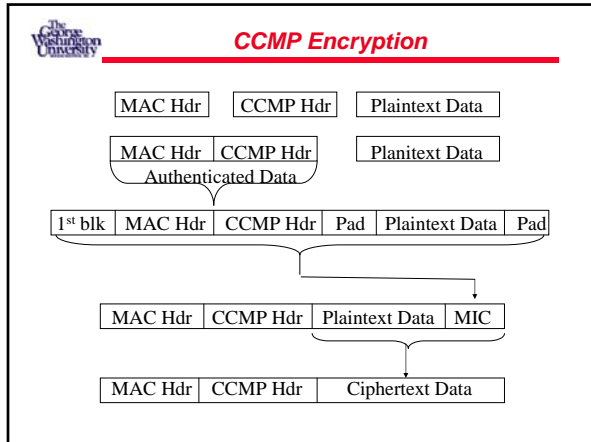 The
George
Washington
University
CCMP Encryption
MAC Hdr CCMP Hdr Plaintext Data
MAC Hdr CCMP Hdr Planitext Data
Authenticated Data
1st blk MAC Hdr CCMP Hdr Pad Plaintext Data Pad
MAC Hdr CCMP Hdr Plaintext Data MIC
MAC Hdr CCMP Hdr Ciphertext Data